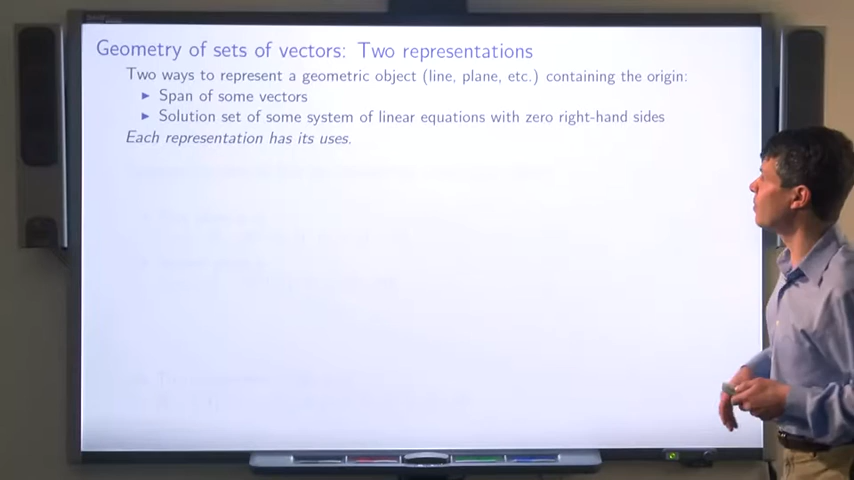 Geometry of sets of vectors: Two representations
Two ways to represent a geometric object (line, plane, etc.) containing the origin:
▶ Span of some vectors
▶ Solution set of some system of linear equations with zero right-hand sides
Each representation has its uses.